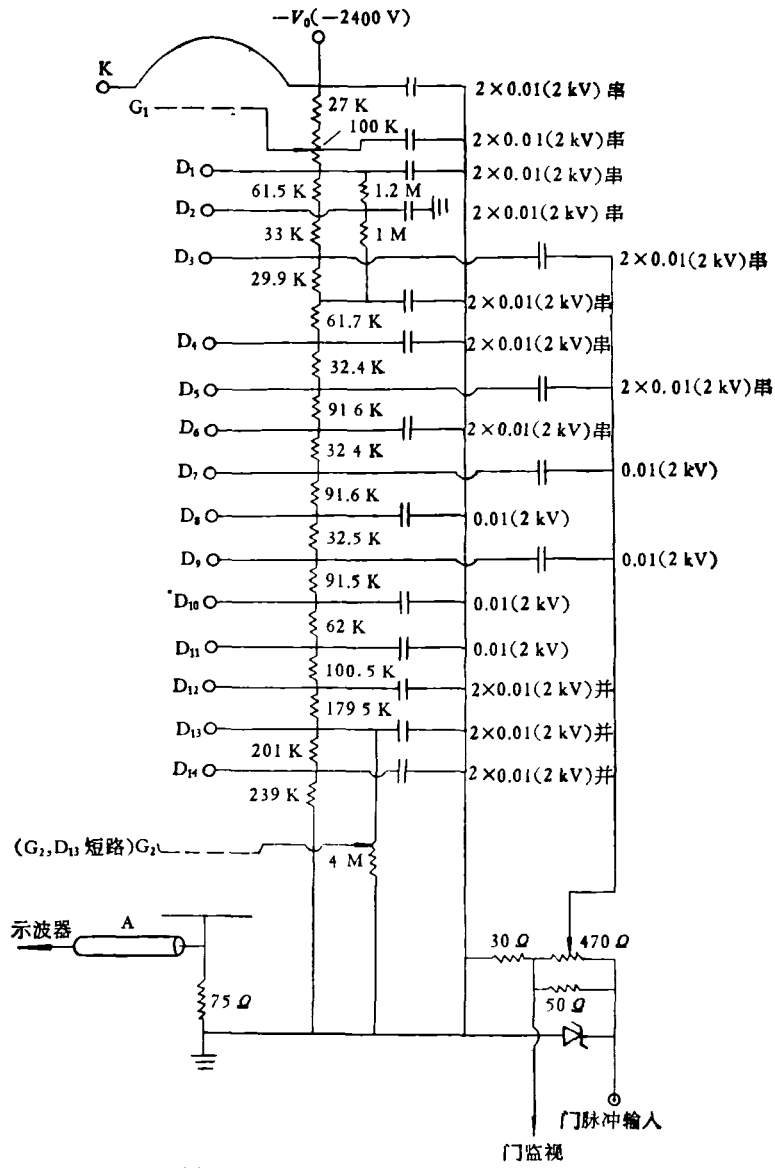 −V₀(−2400 V)
K
2×0.01(2 kV)串
27 K
G₁
100 K
2×0.01(2 kV)串
D₁
2×0.01(2 kV)串
61.5 K
1.2 M
D₂
2×0.01(2 kV)串
33 K
1 M
D₃
2×0.01(2 kV)串
29.9 K
2×0.01(2 kV)串
61.7 K
D₄
2×0.01(2 kV)串
32.4 K
D₅
2×0.01(2 kV)串
91 6 K
D₆
2×0.01(2 kV)串
32 4 K
D₇
0.01(2 kV)
91.6 K
D₈
0.01(2 kV)
32.5 K
D₉
0.01(2 kV)
91.5 K
D₁₀
0.01(2 kV)
62 K
D₁₁
0.01(2 kV)
100.5 K
D₁₂
2×0.01(2 kV)并
179 5 K
D₁₃
2×0.01(2 kV)并
201 K
D₁₄
2×0.01(2 kV)并
239 K
(G₂,D₁₃短路)G₂
4 M
示波器
A
30 Ω
470 Ω
75 Ω
50 Ω
门脉冲输入
门监视